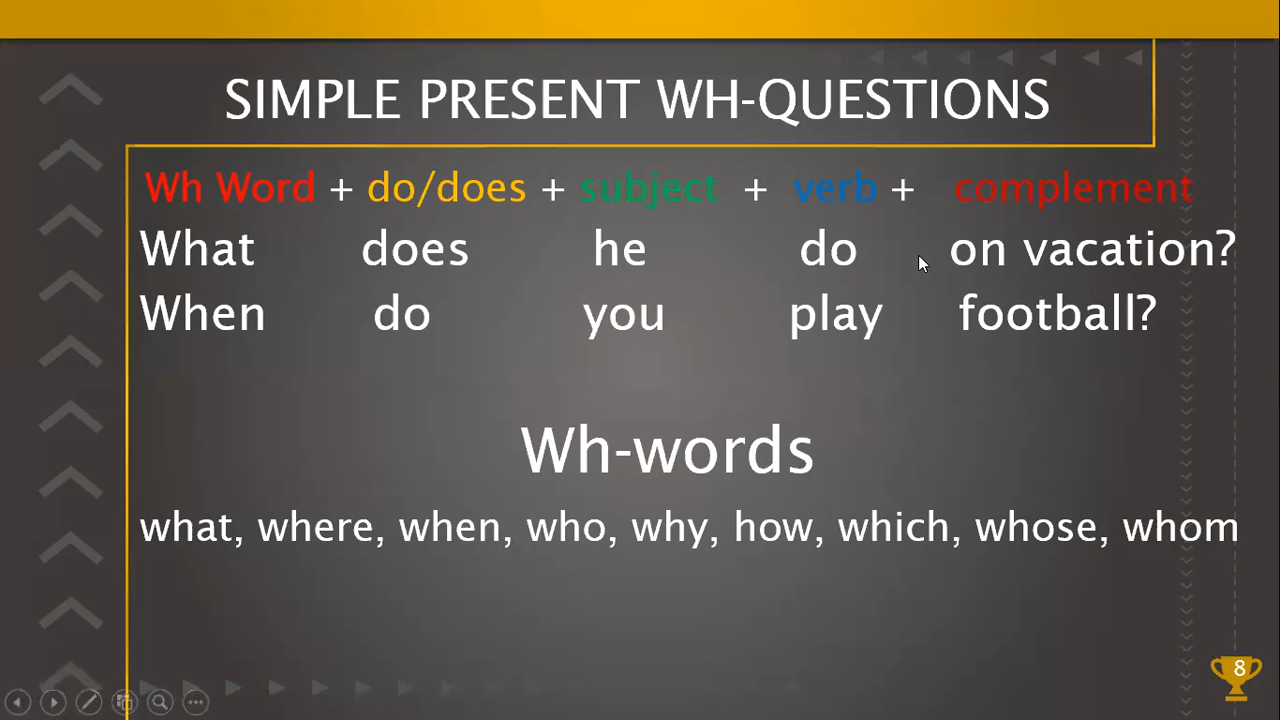 SIMPLE PRESENT WH-QUESTIONS
Wh Word + do/does + subject + verb + complement
What does he do on vacation?
When do you play football?
Wh-words
what, where, when, who, why, how, which, whose, whom
8